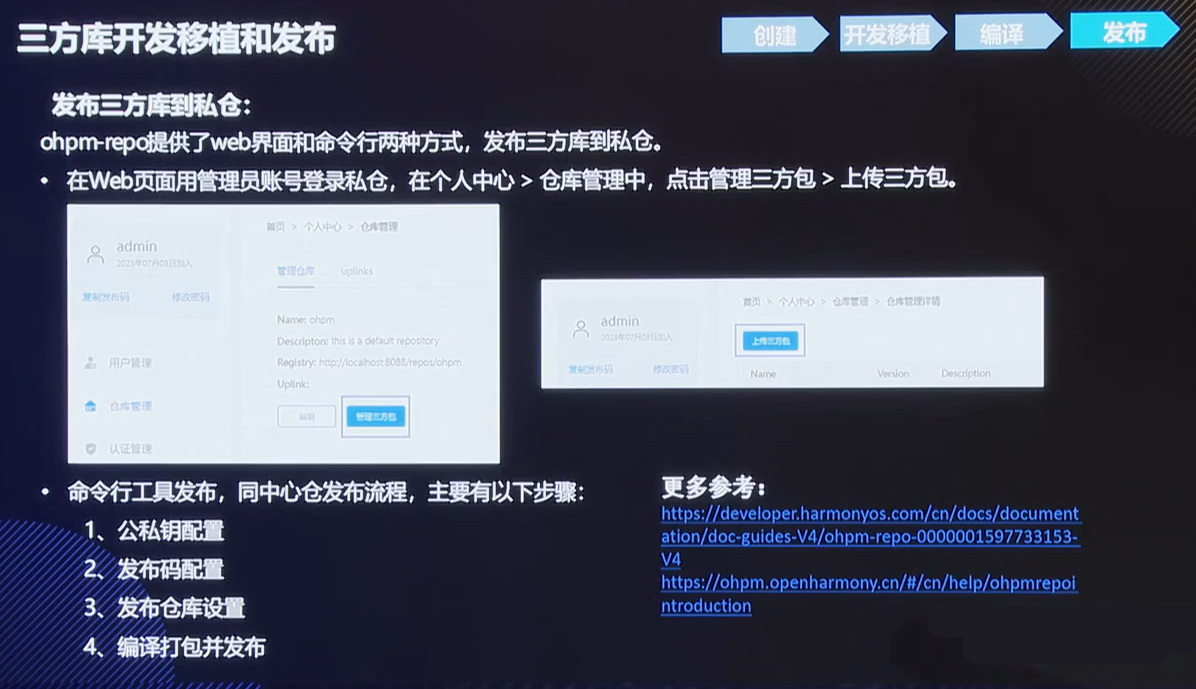 三方库开发移植和发布
创建
开发移植
编译
发布
发布三方库到私仓：
ohpm-repo提供了web界面和命令行两种方式，发布三方库到私仓。
• 在Web页面用管理员账号登录私仓，在个人中心 > 仓库管理中，点击管理三方包 > 上传三方包。
首页 > 个人中心 > 仓库管理
admin
2023年07月03日加入
复制发布码
修改密码
管理仓库
uplinks
Name: ohpm
Descripton: this is a default repository
Registry: http://localhost:8088/repos/ohpm
Uplink:
编辑
管理三方包
用户管理
仓库管理
认证管理
首页 > 个人中心 > 仓库管理 > 仓库管理详情
admin
2023年07月03日加入
复制发布码
修改密码
上传三方包
Name
Version
Description
• 命令行工具发布，同中心仓发布流程，主要有以下步骤：
1、公私钥配置
2、发布码配置
3、发布仓库设置
4、编译打包并发布
更多参考：
https://developer.harmonyos.com/cn/docs/document
ation/doc-guides-V4/ohpm-repo-0000001597733153-
V4
https://ohpm.openharmony.cn/#/cn/help/ohpmrepoi
ntroduction